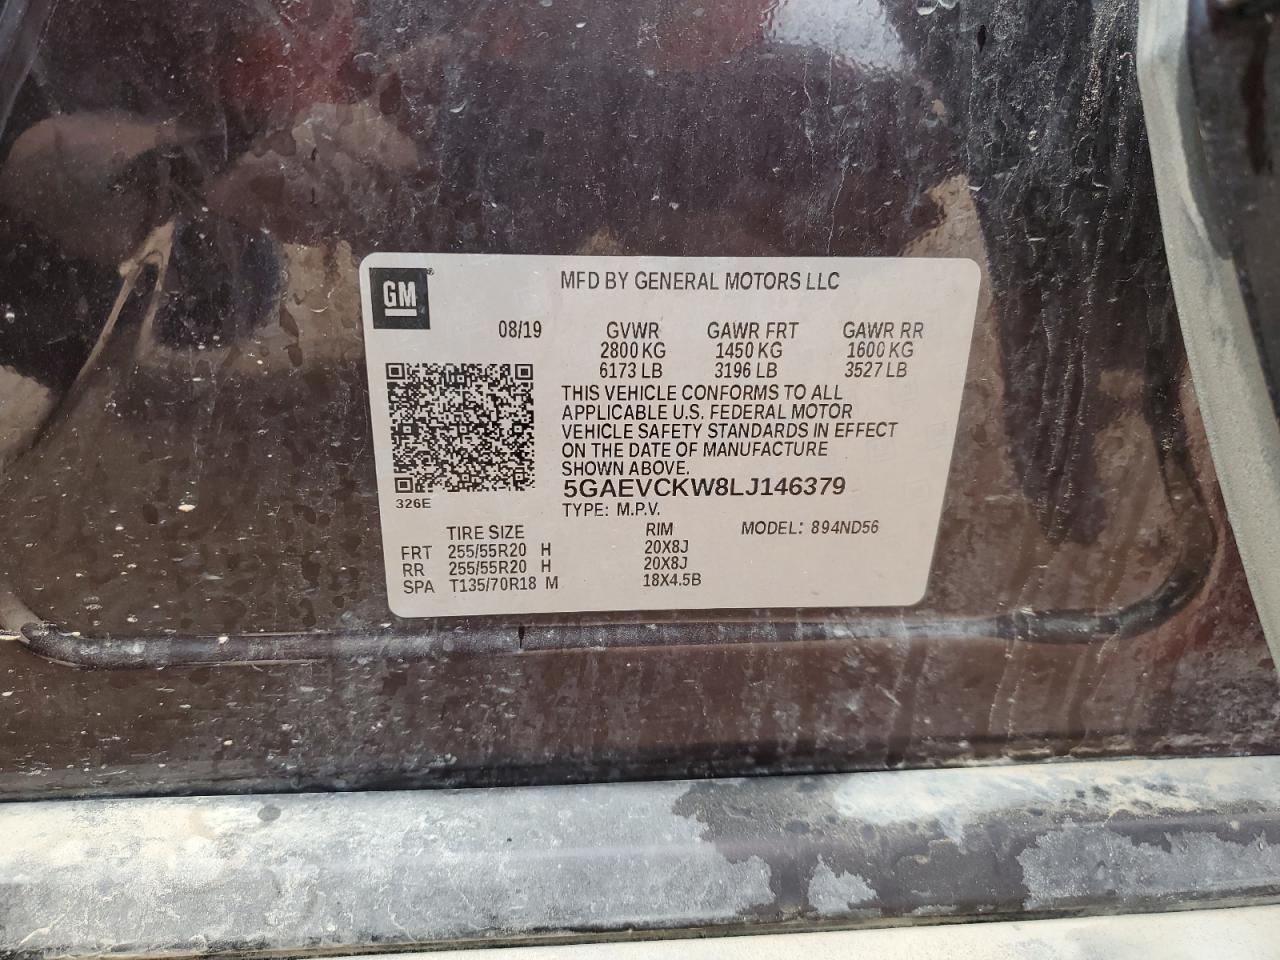 GM®
MFD BY GENERAL MOTORS LLC
08/19 GVWR GAWR FRT GAWR RR
2800 KG 1450 KG 1600 KG
6173 LB 3196 LB 3527 LB
THIS VEHICLE CONFORMS TO ALL
APPLICABLE U.S. FEDERAL MOTOR
VEHICLE SAFETY STANDARDS IN EFFECT
ON THE DATE OF MANUFACTURE
SHOWN ABOVE.
5GAEVCKW8LJ146379
326E
TYPE: M.P.V.
TIRE SIZE RIM MODEL: 894ND56
FRT 255/55R20 H 20X8J
RR 255/55R20 H 20X8J
SPA T135/70R18 M 18X4.5B